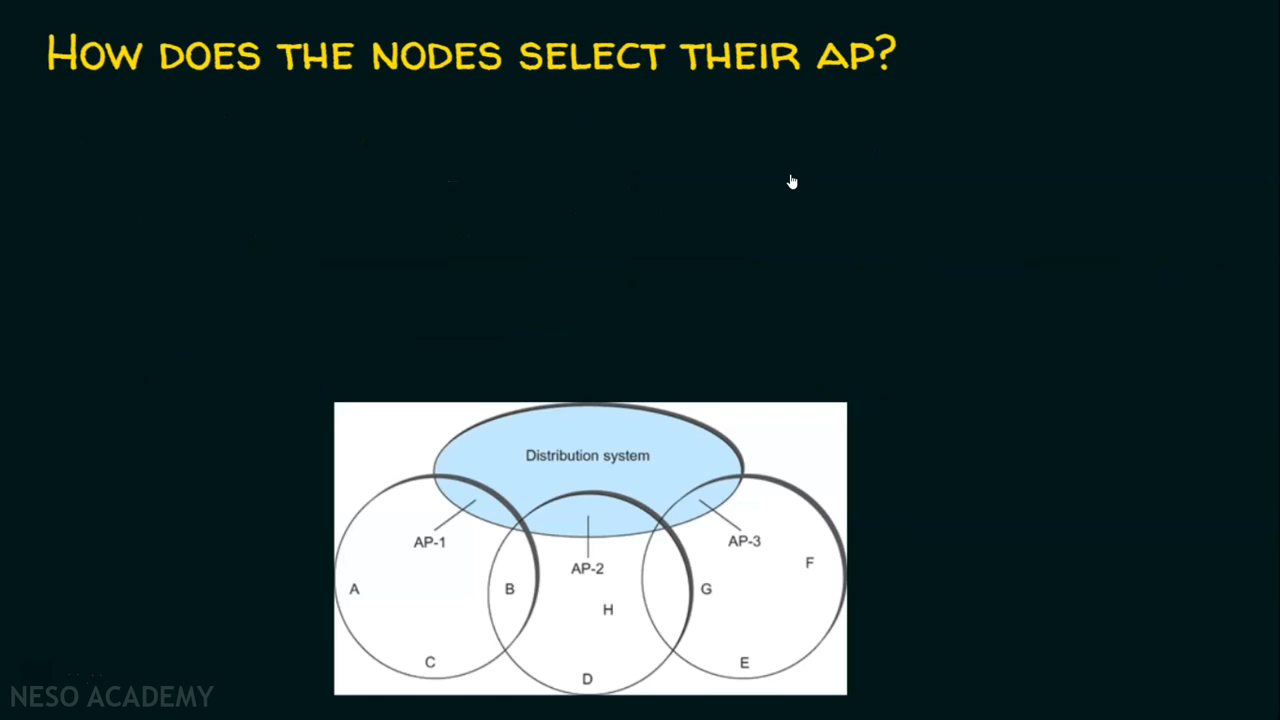 How does the nodes select their AP?
Distribution system
AP-1
AP-2
AP-3
A
B
H
G
F
C
D
E
NESO ACADEMY